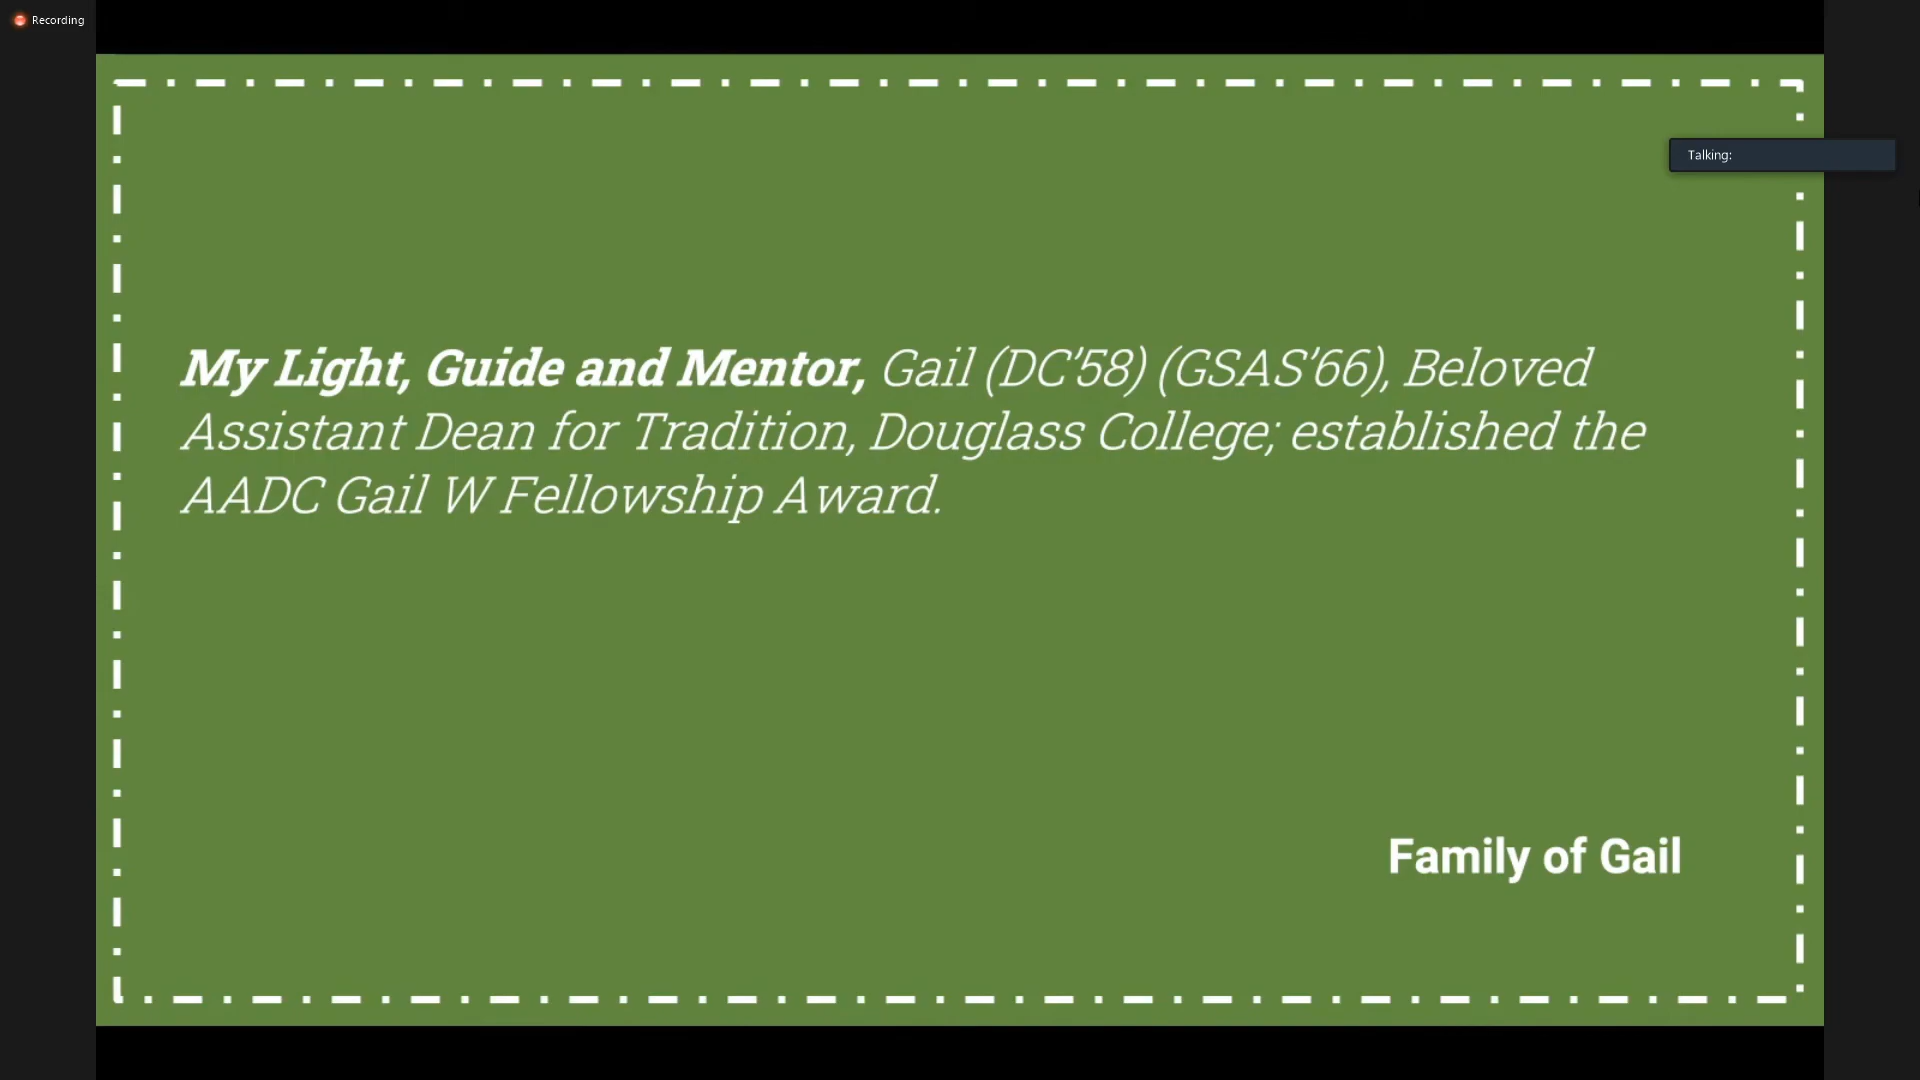 Recording
Talking:
My Light, Guide and Mentor, Gail (DC’58) (GSAS’66), Beloved
Assistant Dean for Tradition, Douglass College; established the
AADC Gail W Fellowship Award.
Family of Gail